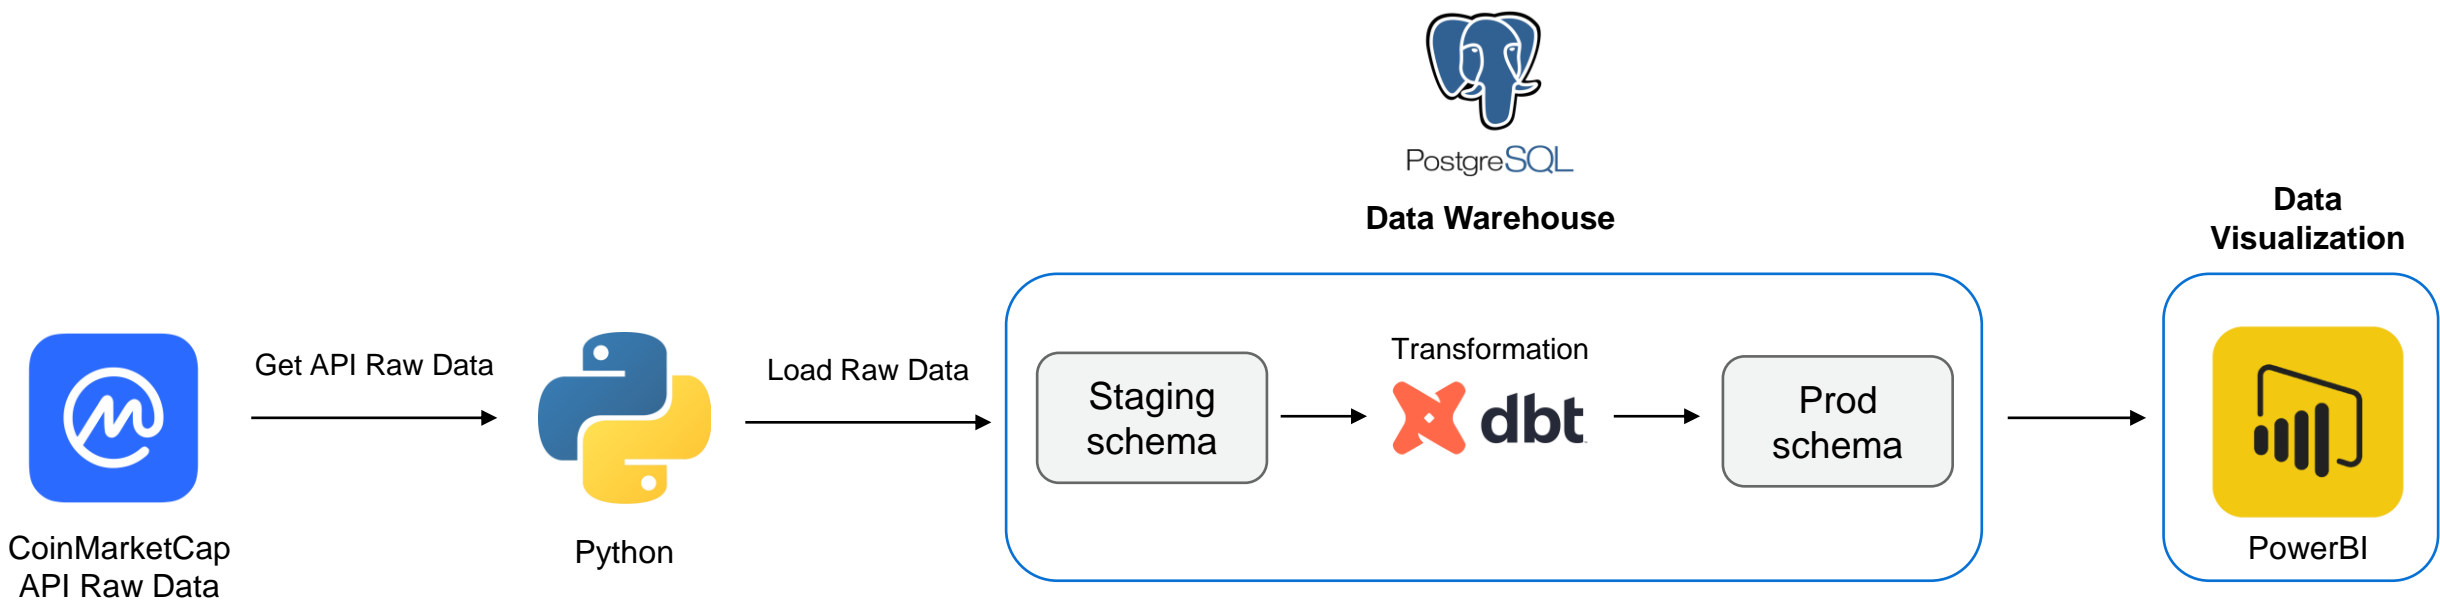 PostgreSQL
Data Warehouse
Data
Visualization
Get API Raw Data
Load Raw Data
Transformation
Staging
schema
dbt
Prod
schema
CoinMarketCap
API Raw Data
Python
PowerBI